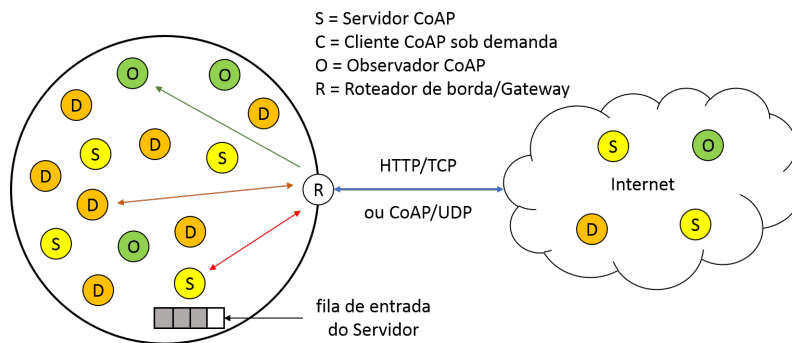 S = Servidor CoAP
C = Cliente CoAP sob demanda
O = Observador CoAP
R = Roteador de borda/Gateway
O
O
D
D
S
D
S
D
D
R
S
O
D
S
D
HTTP/TCP
ou CoAP/UDP
S
O
Internet
D
S
fila de entrada
do Servidor